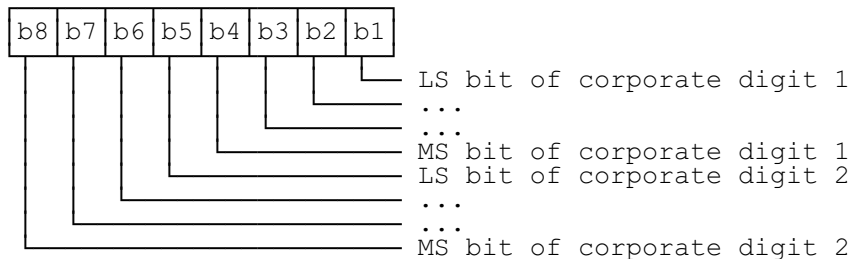 b8 b7 b6 b5 b4 b3 b2 b1
LS bit of corporate digit 1
...
...
MS bit of corporate digit 1
LS bit of corporate digit 2
...
...
MS bit of corporate digit 2